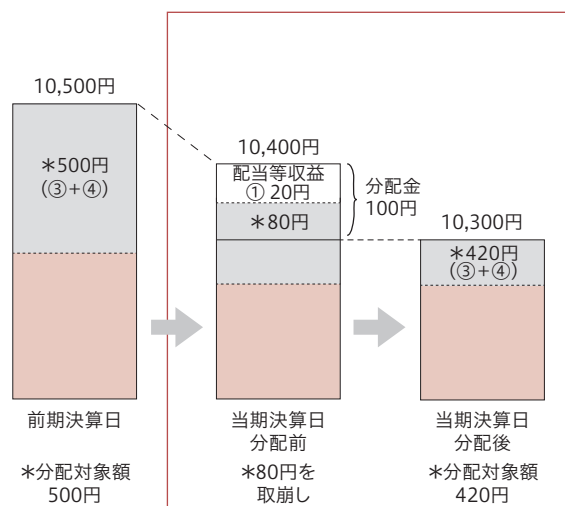 10,500円
＊500円
(③＋④)
10,400円
配当等収益
① 20円
＊80円
分配金
100円
10,300円
＊420円
(③＋④)
前期決算日
当期決算日
分配前
当期決算日
分配後
＊分配対象額
500円
＊80円を
取崩し
＊分配対象額
420円